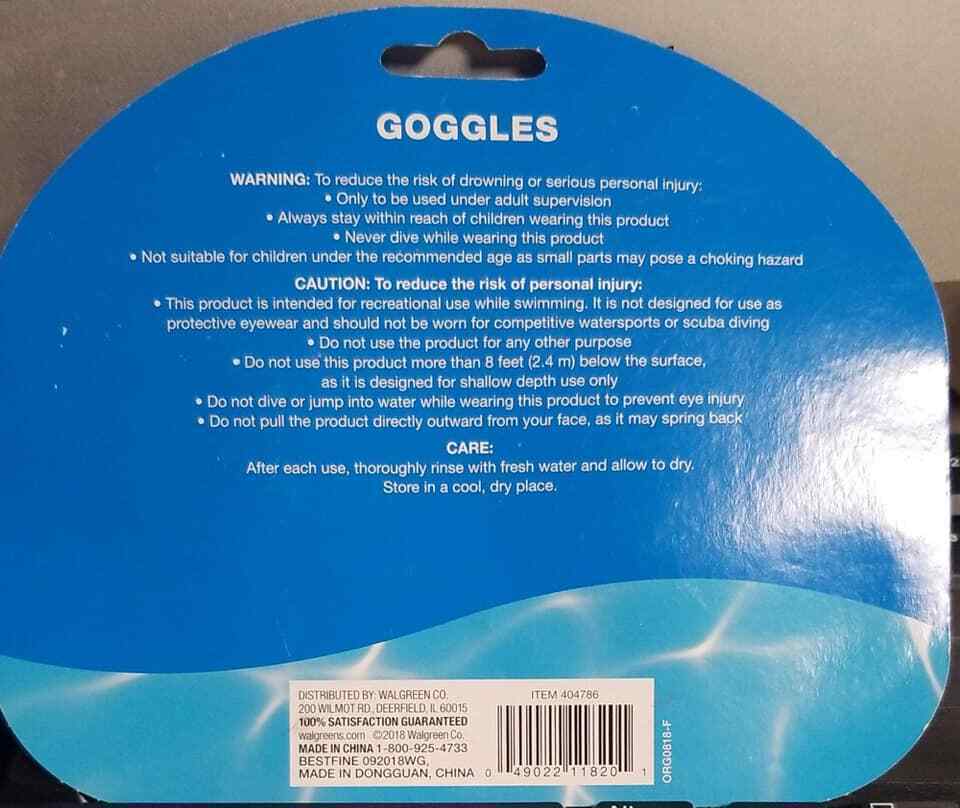 GOGGLES
WARNING: To reduce the risk of drowning or serious personal injury:
• Only to be used under adult supervision
• Always stay within reach of children wearing this product
• Never dive while wearing this product
• Not suitable for children under the recommended age as small parts may pose a choking hazard
CAUTION: To reduce the risk of personal injury:
• This product is intended for recreational use while swimming. It is not designed for use as
protective eyewear and should not be worn for competitive watersports or scuba diving
• Do not use the product for any other purpose
• Do not use this product more than 8 feet (2.4 m) below the surface,
as it is designed for shallow depth use only
• Do not dive or jump into water while wearing this product to prevent eye injury
• Do not pull the product directly outward from your face, as it may spring back
CARE:
After each use, thoroughly rinse with fresh water and allow to dry.
Store in a cool, dry place.
DISTRIBUTED BY: WALGREEN CO.
200 WILMOT RD., DEERFIELD, IL 60015
100% SATISFACTION GUARANTEED
walgreens.com ©2018 Walgreen Co.
MADE IN CHINA 1-800-925-4733
BESTFINE 092018WG,
MADE IN DONGGUAN, CHINA
ITEM 404786
0 49022 11820 1
ORG0818-F